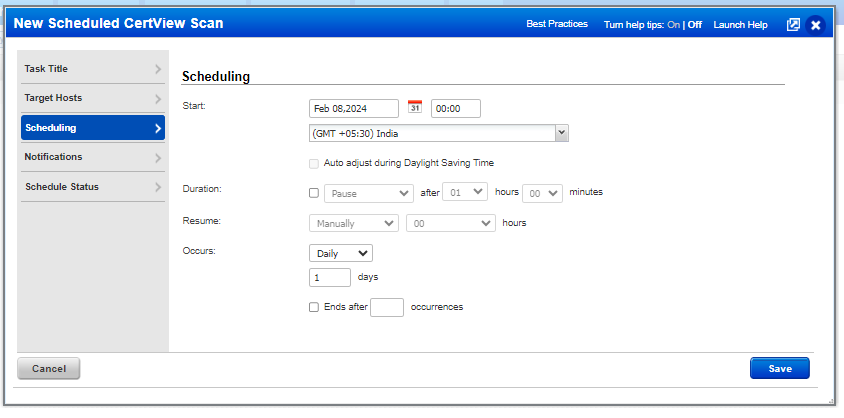 New Scheduled CertView Scan
Best Practices Turn help tips: On | Off Launch Help
Task Title
Target Hosts
Scheduling
Notifications
Schedule Status
Scheduling
Start: Feb 08,2024 31 00:00
(GMT +05:30) India
Auto adjust during Daylight Saving Time
Duration: Pause after 01 hours 00 minutes
Resume: Manually 00 hours
Occurs: Daily
1 days
Ends after occurrences
Cancel Save